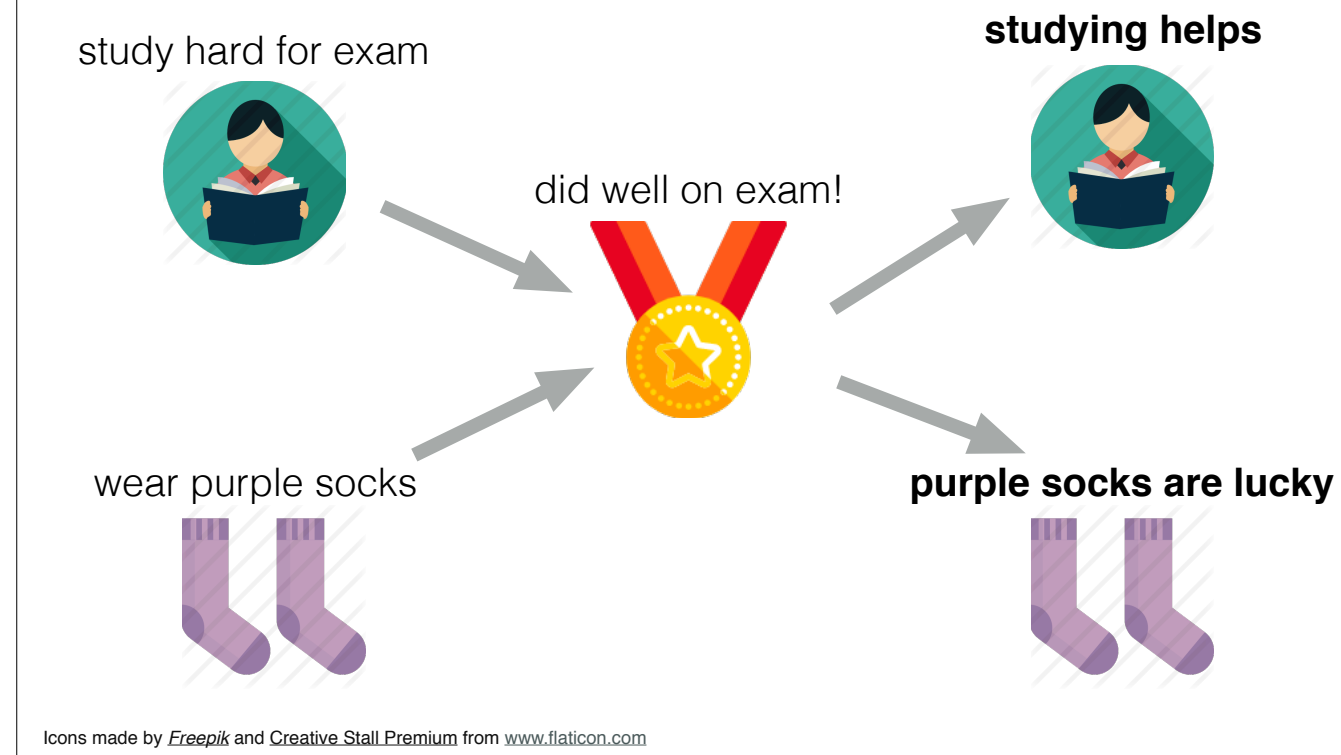 study hard for exam
studying helps
did well on exam!
wear purple socks
purple socks are lucky
Icons made by Freepik and Creative Stall Premium from www.flaticon.com